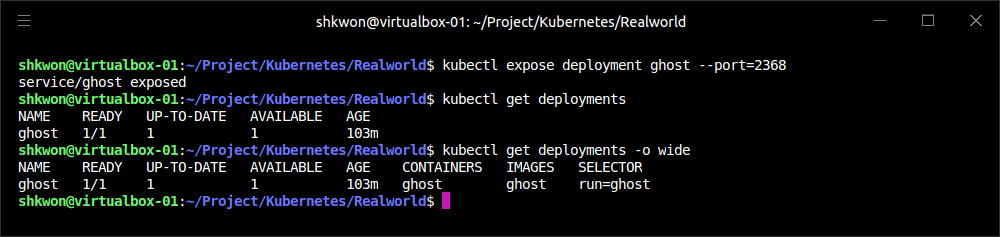 shkwon@virtualbox-01: ~/Project/Kubernetes/Realworld
shkwon@virtualbox-01:~/Project/Kubernetes/Realworld$ kubectl expose deployment ghost --port=2368
service/ghost exposed
shkwon@virtualbox-01:~/Project/Kubernetes/Realworld$ kubectl get deployments
NAME    READY   UP-TO-DATE   AVAILABLE   AGE
ghost   1/1     1            1           103m
shkwon@virtualbox-01:~/Project/Kubernetes/Realworld$ kubectl get deployments -o wide
NAME    READY   UP-TO-DATE   AVAILABLE   AGE    CONTAINERS   IMAGES   SELECTOR
ghost   1/1     1            1           103m   ghost        ghost    run=ghost
shkwon@virtualbox-01:~/Project/Kubernetes/Realworld$